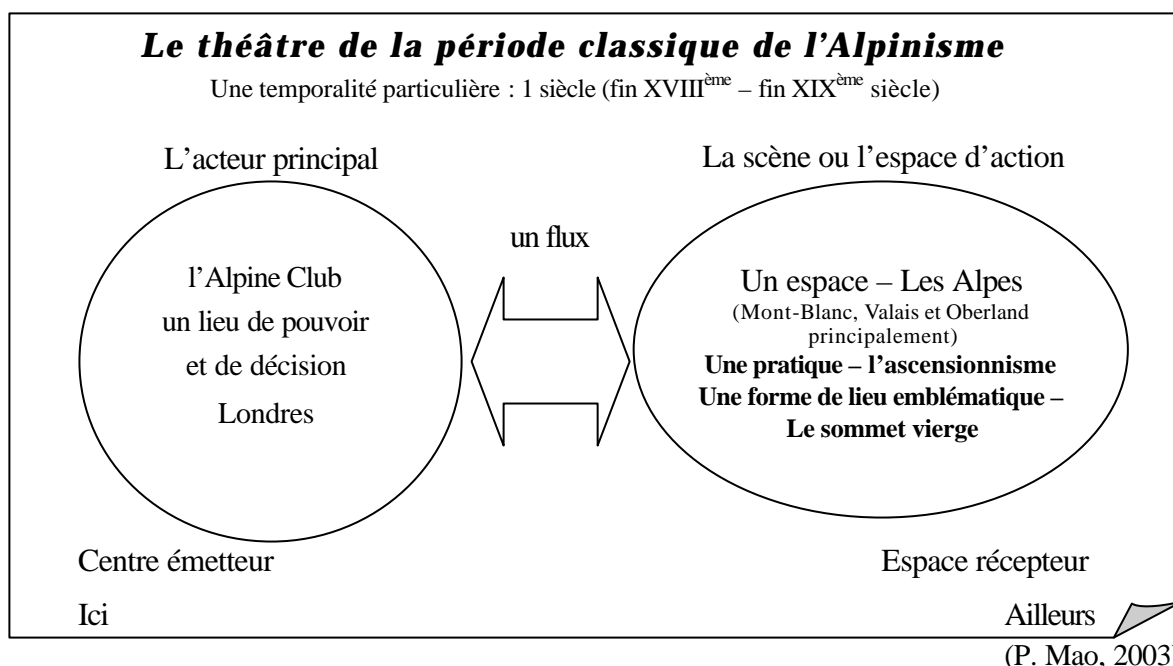 Le théâtre de la période classique de l'Alpinisme
Une temporalité particulière : 1 siècle (fin XVIIIème – fin XIXème siècle)
L'acteur principal
l'Alpine Club
un lieu de pouvoir
et de décision
Londres
un flux
La scène ou l'espace d'action
Un espace – Les Alpes
(Mont-Blanc, Valais et Oberland
principalement)
Une pratique – l'ascensionnisme
Une forme de lieu emblématique –
Le sommet vierge
Centre émetteur
Espace récepteur
Ici
Ailleurs
(P. Mao, 2003